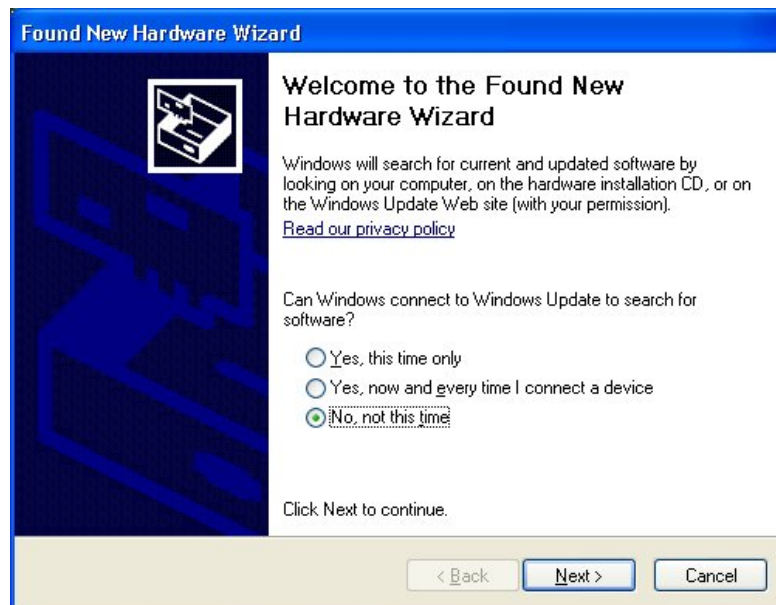 Found New Hardware Wizard
Welcome to the Found New
Hardware Wizard
Windows will search for current and updated software by
looking on your computer, on the hardware installation CD, or on
the Windows Update Web site (with your permission).
Read our privacy policy
Can Windows connect to Windows Update to search for
software?
Yes, this time only
Yes, now and every time I connect a device
No, not this time
Click Next to continue.
< Back
Next >
Cancel